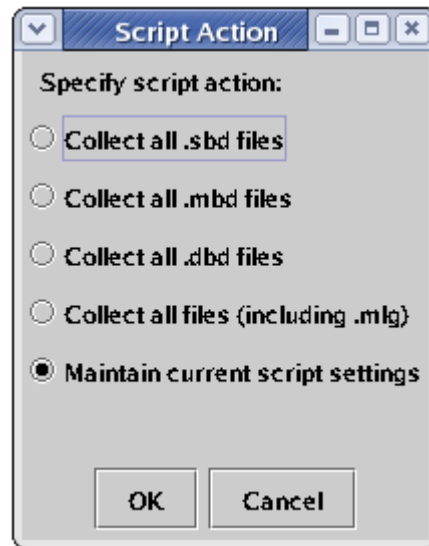 Script Action
Specify script action:
Collect all .sbd files
Collect all .mbd files
Collect all .dbd files
Collect all files (including .mlg)
Maintain current script settings
OK Cancel